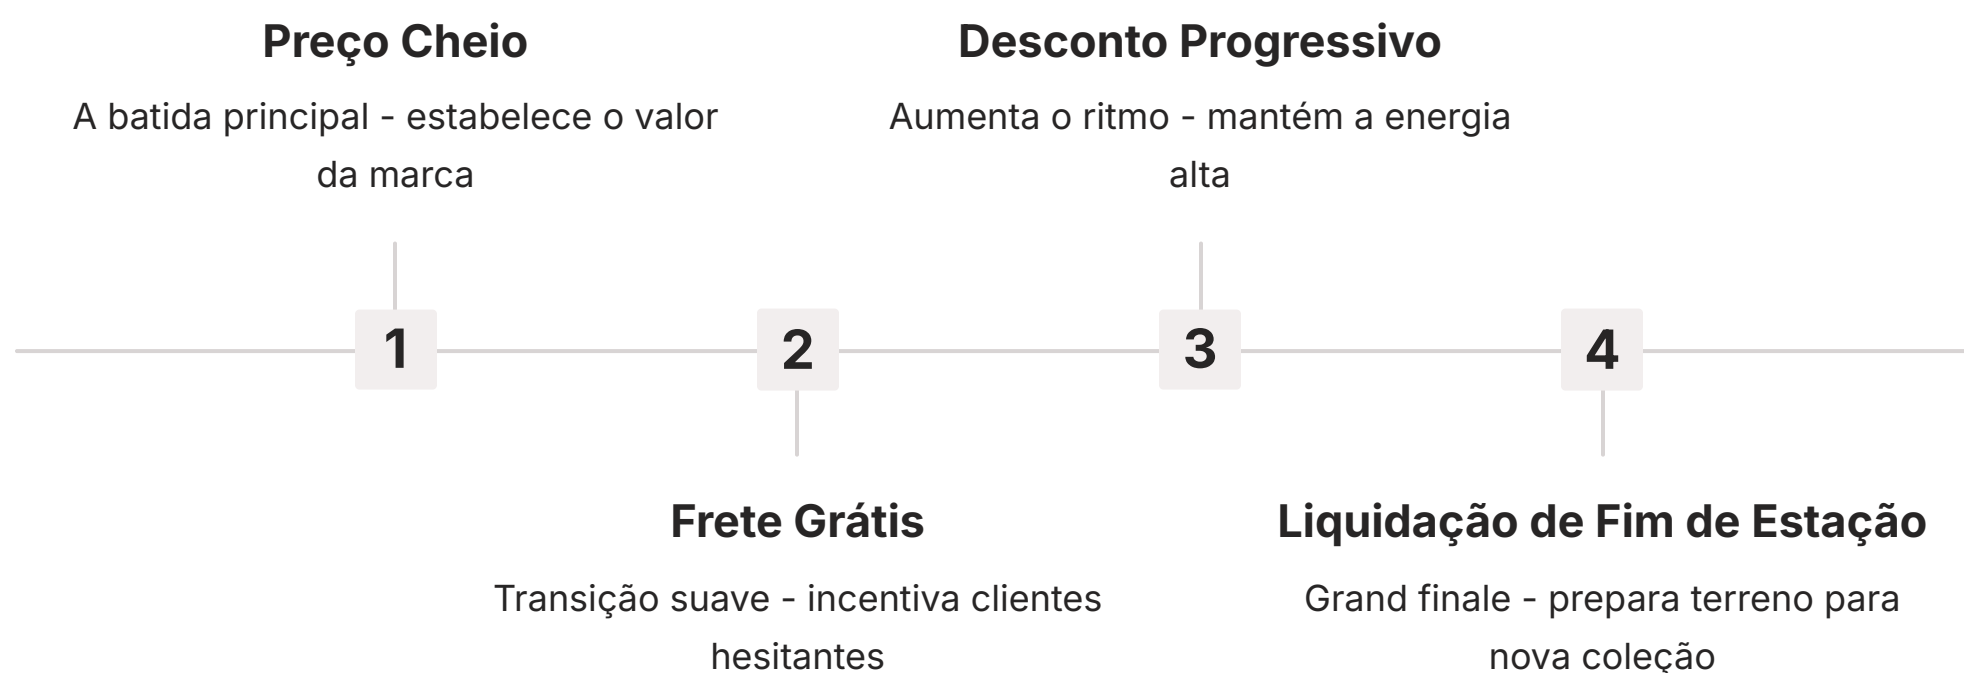 Preço Cheio
A batida principal - estabelece o valor
da marca
1
Frete Grátis
Transição suave - incentiva clientes
hesitantes
2
Desconto Progressivo
Aumenta o ritmo - mantém a energia
alta
3
Liquidação de Fim de Estação
Grand finale - prepara terreno para
nova coleção
4